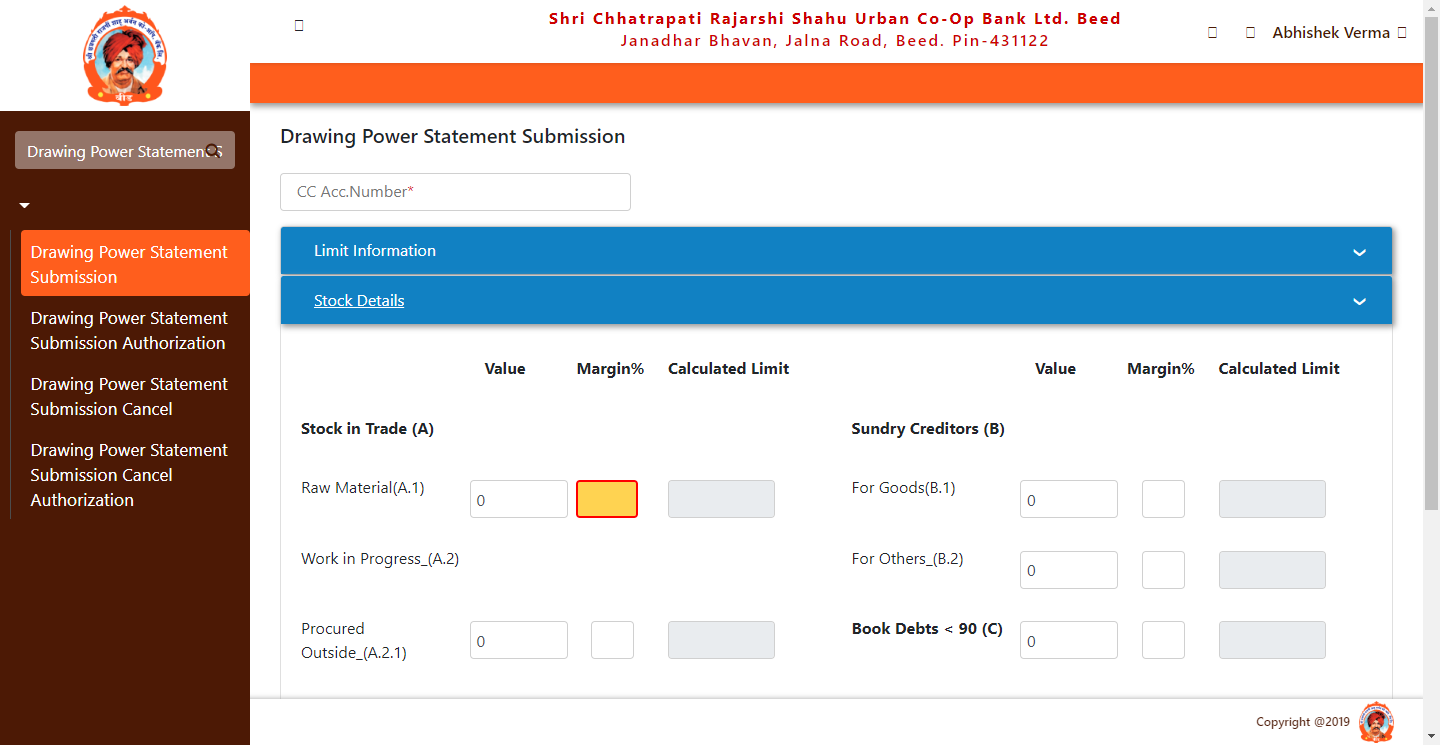 Shri Chhatrapati Rajarshi Shahu Urban Co-Op Bank Ltd. Beed
Janadhar Bhavan, Jalna Road, Beed. Pin-431122
Abhishek Verma
बीड
Drawing Power Statement S
Drawing Power Statement
Submission
Drawing Power Statement
Submission Authorization
Drawing Power Statement
Submission Cancel
Drawing Power Statement
Submission Cancel
Authorization
Drawing Power Statement Submission
CC Acc.Number*
Limit Information
Stock Details
Value Margin% Calculated Limit Value Margin% Calculated Limit
Stock in Trade (A) Sundry Creditors (B)
Raw Material(A.1) 0 For Goods(B.1) 0
Work in Progress_(A.2) For Others_(B.2) 0
Procured
Outside_(A.2.1) 0 Book Debts < 90 (C) 0
Copyright @2019